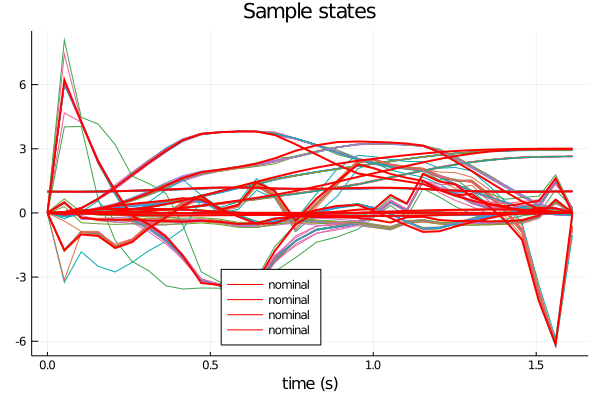 Sample states
6
3
0
-3
-6
nominal
nominal
nominal
nominal
0.0 0.5 1.0 1.5
time (s)